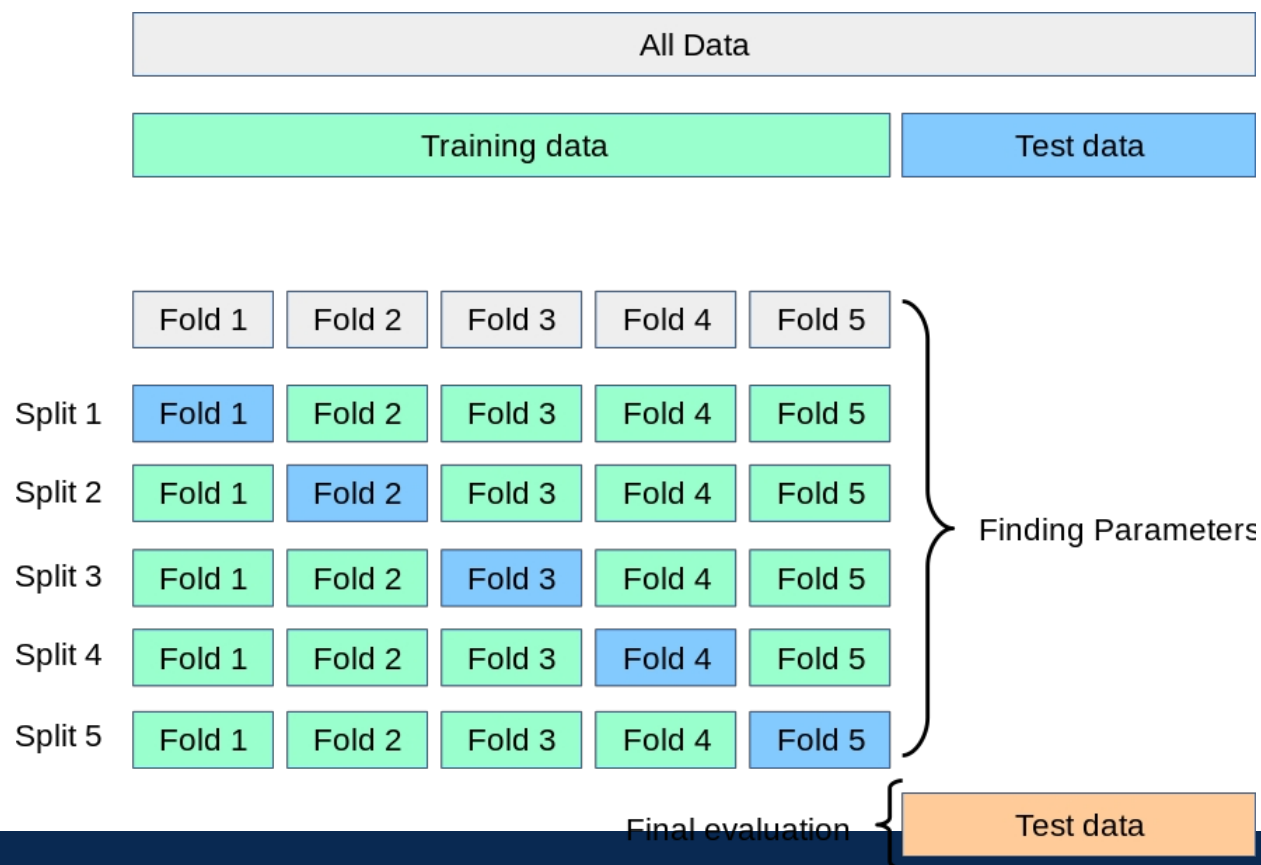 All Data
Training data Test data
Fold 1 Fold 2 Fold 3 Fold 4 Fold 5
Split 1 Fold 1 Fold 2 Fold 3 Fold 4 Fold 5
Split 2 Fold 1 Fold 2 Fold 3 Fold 4 Fold 5
Finding Parameters
Split 3 Fold 1 Fold 2 Fold 3 Fold 4 Fold 5
Split 4 Fold 1 Fold 2 Fold 3 Fold 4 Fold 5
Split 5 Fold 1 Fold 2 Fold 3 Fold 4 Fold 5
Final evaluation Test data